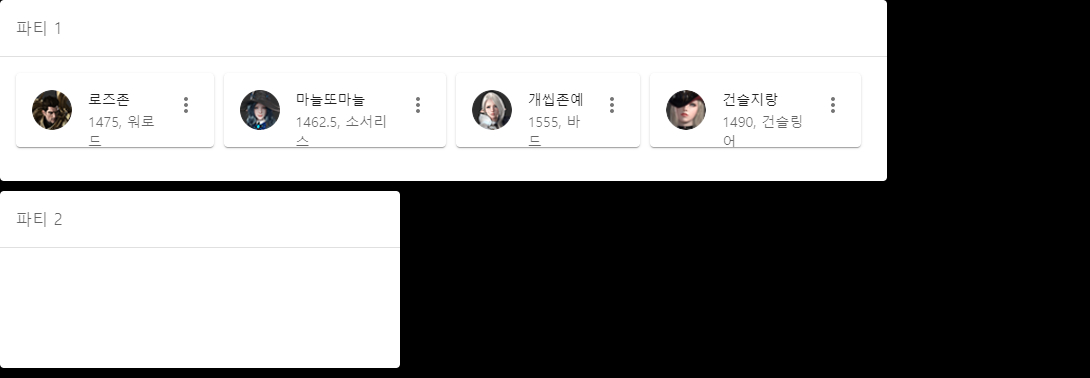 파티 1
로즈존
1475, 워로
드
마늘또마늘
1462.5, 소서리
스
개씹존예
1555, 바
드
건슬지랑
1490, 건슬링
어
파티 2